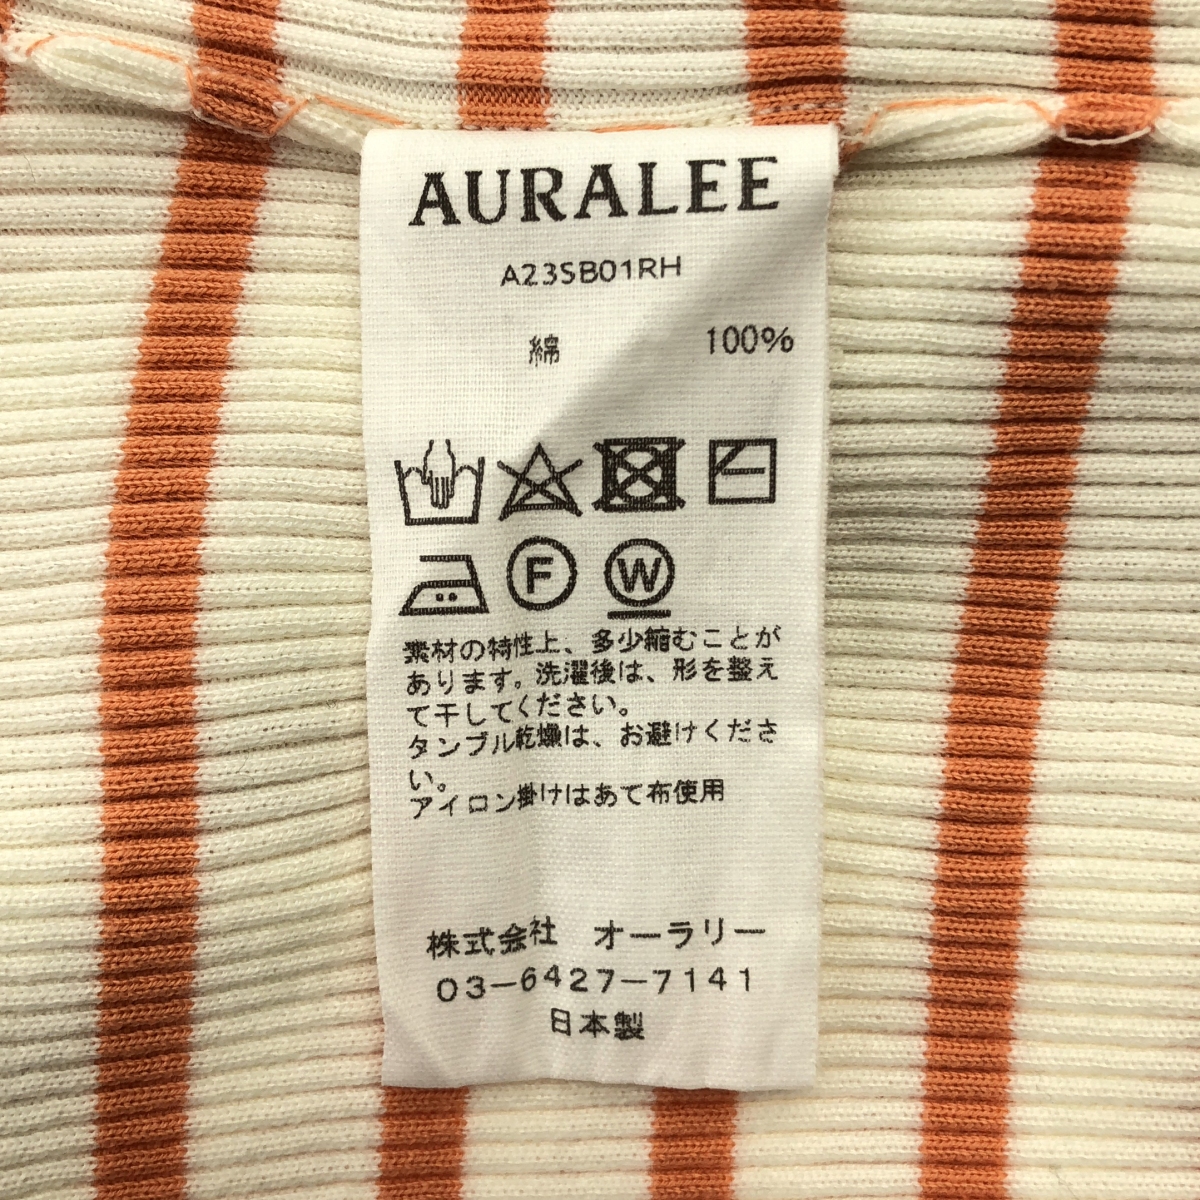 AURALEE
A23SB01RH
綿 100%
F W
素材の特性上、多少縮むことが
あります。洗濯後は、形を整え
て干してください。
タンブル乾燥は、お避けくださ
い。
アイロン掛けはあて布使用
株式会社 オーラリー
03-6427-7141
日本製